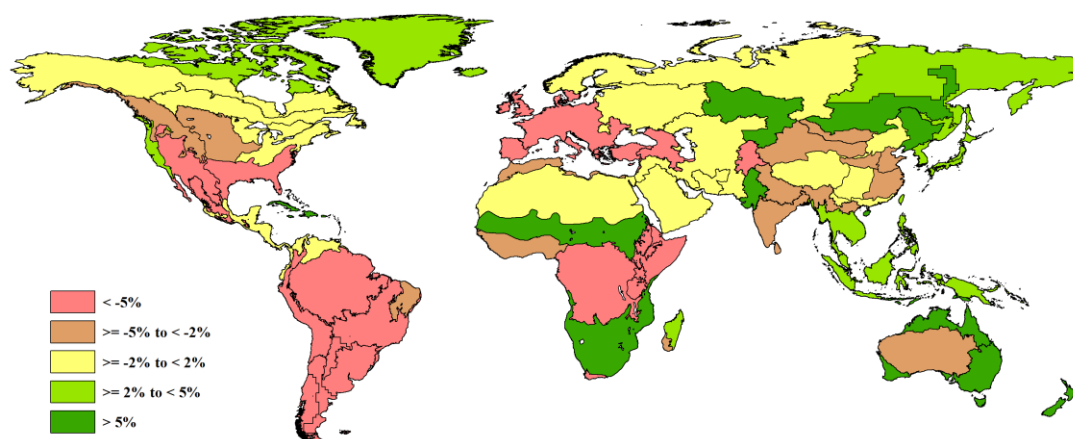 < -5%
>= -5% to < -2%
>= -2% to < 2%
>= 2% to < 5%
> 5%